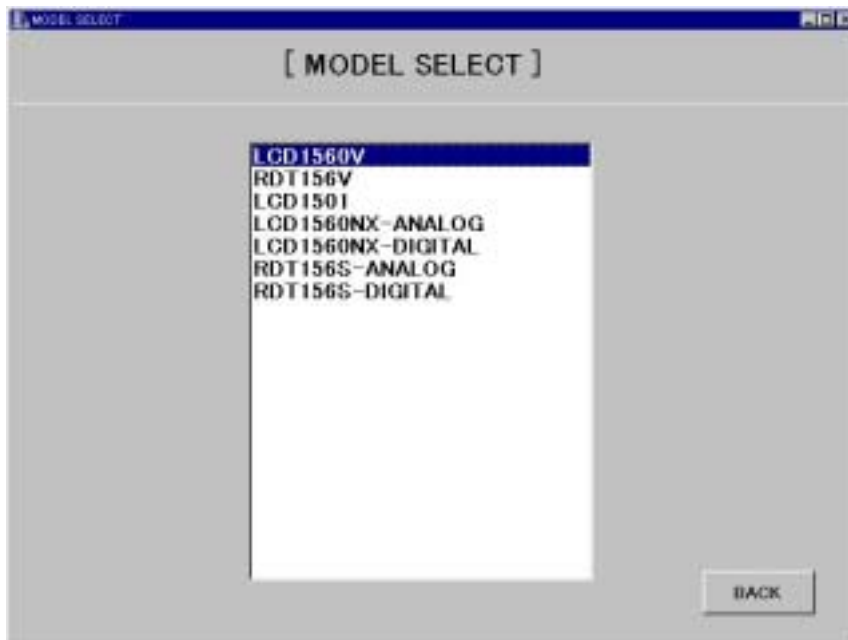 MODEL SELECT
[ MODEL SELECT ]
LCD1560V
RDT156V
LCD1501
LCD1560NX-ANALOG
LCD1560NX-DIGITAL
RDT156S-ANALOG
RDT156S-DIGITAL
BACK